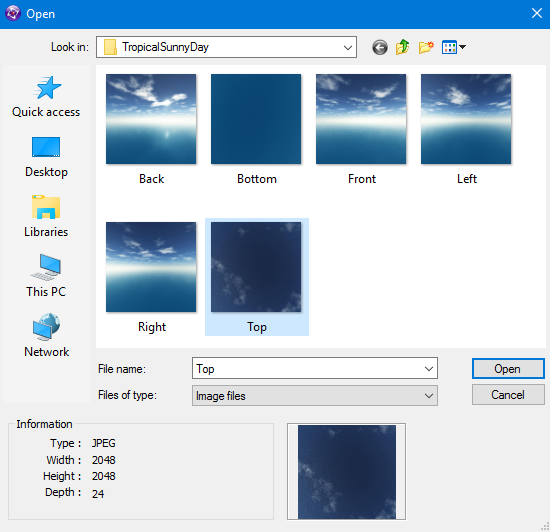 Open
Look in: TropicalSunnyDay
Quick access
Desktop
Libraries
This PC
Network
Back Bottom Front Left
Right Top
File name: Top Open
Files of type: Image files Cancel
Information
Type : JPEG
Width : 2048
Height : 2048
Depth : 24